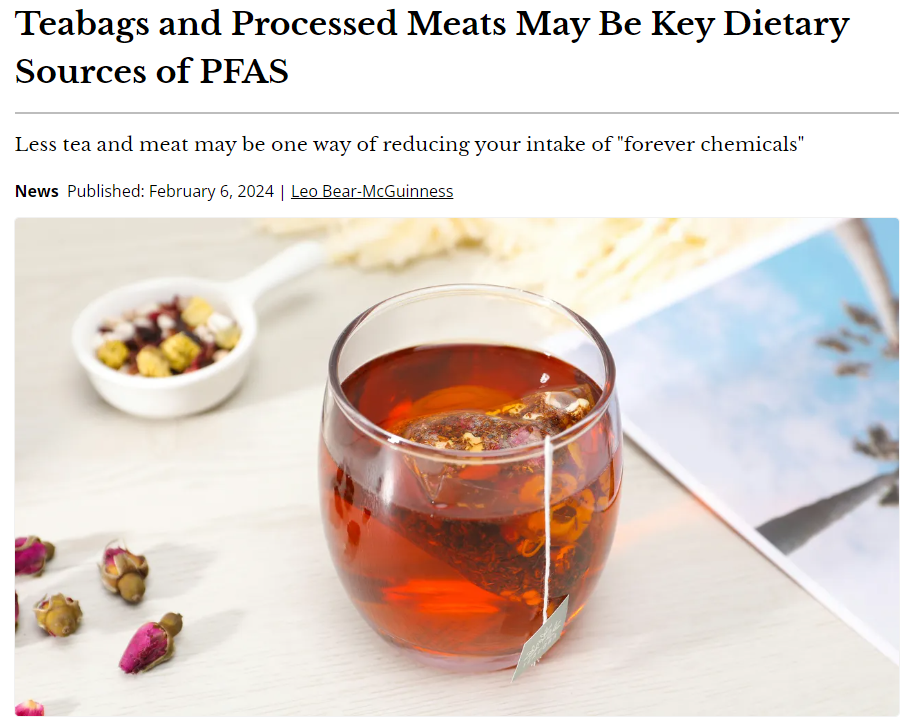 Teabags and Processed Meats May Be Key Dietary
Sources of PFAS
Less tea and meat may be one way of reducing your intake of "forever chemicals"
News Published: February 6, 2024 | Leo Bear-McGuinness